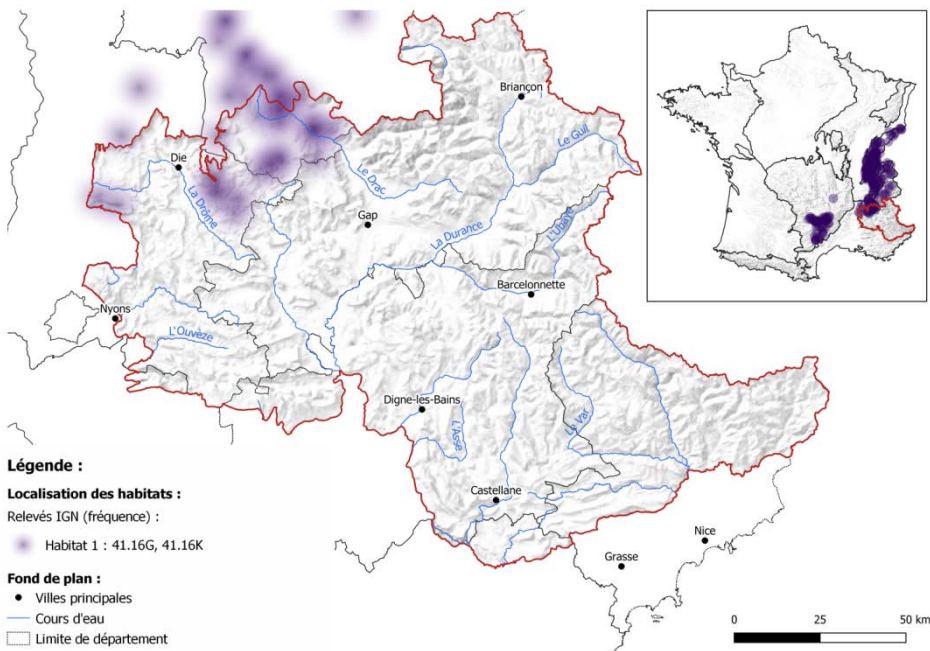 Briançon
Die
Le Guil
Le Drac
La Drôme
Gap
La Durance
L'Ubaye
Barcelonnette
Nyons
L'Ouvèze
Digne-les-Bains
L'Asse
Le Var
Castellane
Nice
Grasse
Légende :
Localisation des habitats :
Relevés IGN (fréquence) :
Habitat 1 : 41.16G, 41.16K
Fond de plan :
Villes principales
Cours d'eau
Limite de département
0 25 50 km